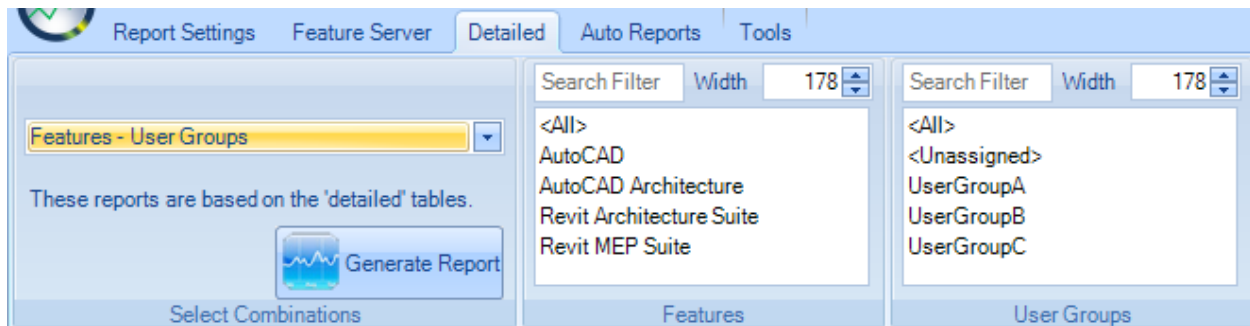 Report Settings Feature Server Detailed Auto Reports Tools
Features - User Groups
These reports are based on the 'detailed' tables.
Generate Report
Select Combinations
Search Filter Width 178
<All>
AutoCAD
AutoCAD Architecture
Revit Architecture Suite
Revit MEP Suite
Features
Search Filter Width 178
<All>
<Unassigned>
UserGroupA
UserGroupB
UserGroupC
User Groups